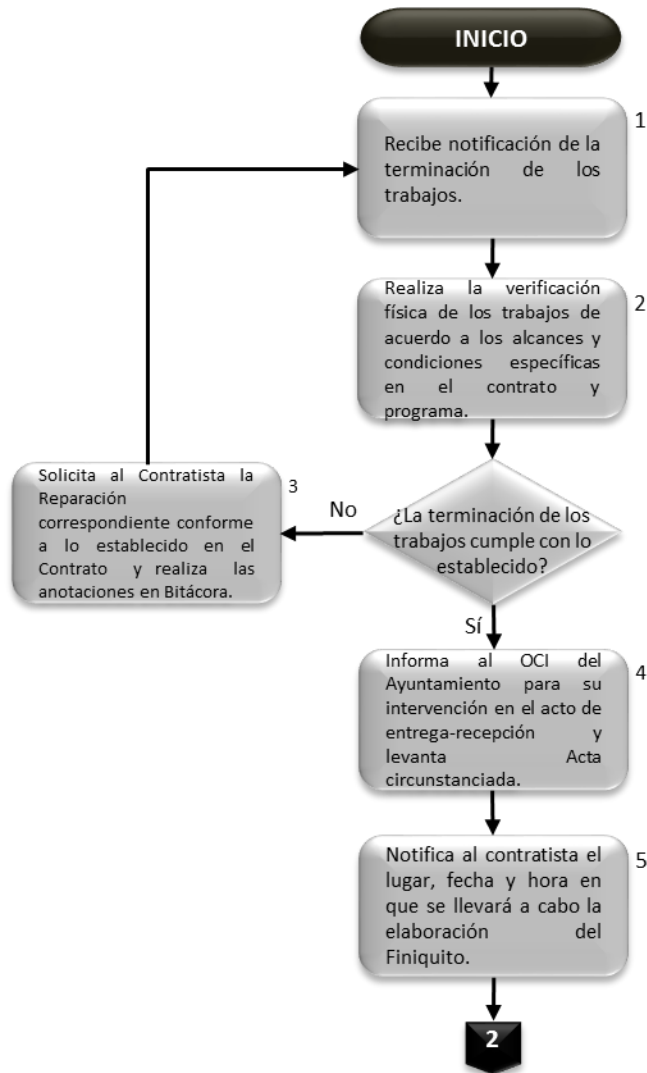 INICIO
1
Recibe notificación de la
terminación de los
trabajos.
2
Realiza la verificación
física de los trabajos de
acuerdo a los alcances y
condiciones específicas
en el contrato y
programa.
¿La terminación de los
trabajos cumple con lo
establecido?
No
3
Solicita al Contratista la
Reparación
correspondiente conforme
a lo establecido en el
Contrato y realiza las
anotaciones en Bitácora.
Sí
4
Informa al OCI del
Ayuntamiento para su
intervención en el acto de
entrega-recepción y
levanta Acta
circunstanciada.
5
Notifica al contratista el
lugar, fecha y hora en
que se llevará a cabo la
elaboración del
Finiquito.
2